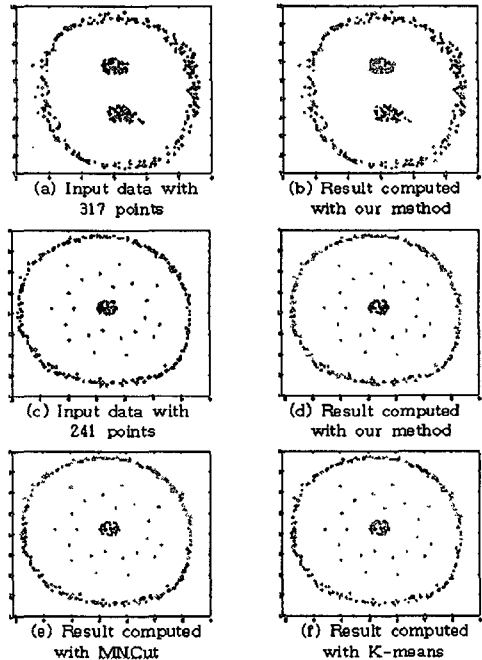 (a) Input data with
317 points
(b) Result computed
with our method
(c) Input data with
241 points
(d) Result computed
with our method
(e) Result computed
with MNCut
(f) Result computed
with K-means